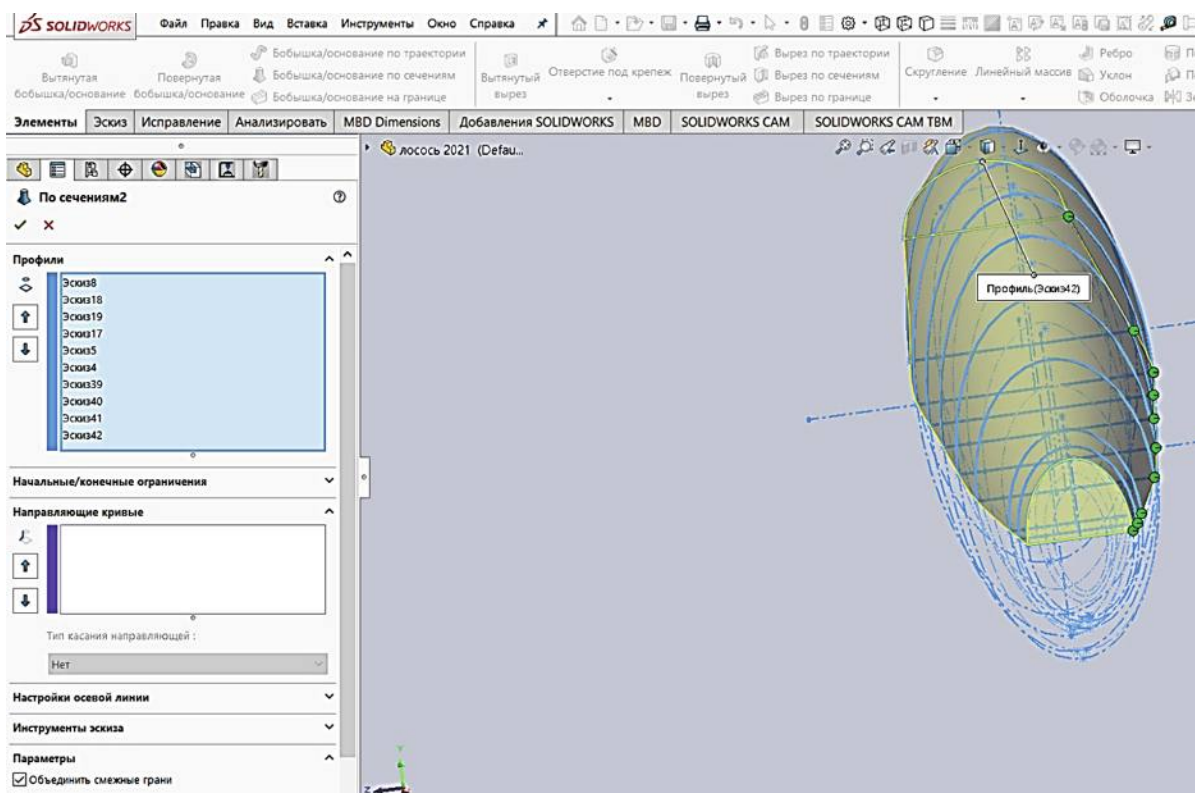 SOLIDWORKS Файл Правка Вид Вставка Инструменты Окно Справка
Вытянутая бобышка/основание
Повернутая бобышка/основание
Бобышка/основание по траектории
Бобышка/основание по сечениям
Бобышка/основание на границе
Вытянутый вырез
Отверстие под крепеж
Повернутый вырез
Вырез по траектории
Вырез по сечениям
Вырез по границе
Скругление
Линейный массив
Ребро
Уклон
Оболочка
Элементы Эскиз Исправление Анализировать MBD Dimensions Добавления SOLIDWORKS MBD SOLIDWORKS CAM SOLIDWORKS CAM TBM
лосось 2021 (Defau...
По сечениям2
Профили
Эскиз8
Эскиз18
Эскиз19
Эскиз17
Эскиз5
Эскиз4
Эскиз39
Эскиз40
Эскиз41
Эскиз42
Начальные/конечные ограничения
Направляющие кривые
Тип касания направляющей :
Нет
Настройки осевой линии
Инструменты эскиза
Параметры
Объединить смежные грани
Профиль(Эскиз42)
Y
Z